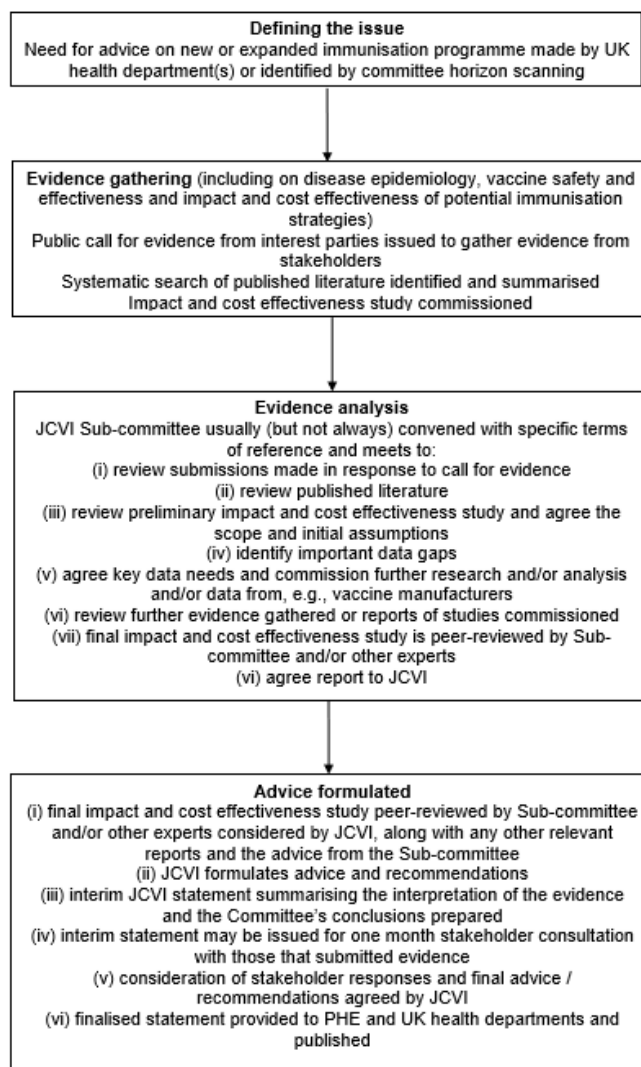 Defining the issue
Need for advice on new or expanded immunisation programme made by UK
health department(s) or identified by committee horizon scanning
Evidence gathering (including on disease epidemiology, vaccine safety and
effectiveness and impact and cost effectiveness of potential immunisation
strategies)
Public call for evidence from interest parties issued to gather evidence from
stakeholders
Systematic search of published literature identified and summarised
Impact and cost effectiveness study commissioned
Evidence analysis
JCVI Sub-committee usually (but not always) convened with specific terms
of reference and meets to:
(i) review submissions made in response to call for evidence
(ii) review published literature
(iii) review preliminary impact and cost effectiveness study and agree the
scope and initial assumptions
(iv) identify important data gaps
(v) agree key data needs and commission further research and/or analysis
and/or data from, e.g., vaccine manufacturers
(vi) review further evidence gathered or reports of studies commissioned
(vii) final impact and cost effectiveness study is peer-reviewed by Sub-
committee and/or other experts
(vi) agree report to JCVI
Advice formulated
(i) final impact and cost effectiveness study peer-reviewed by Sub-committee
and/or other experts considered by JCVI, along with any other relevant
reports and the advice from the Sub-committee
(ii) JCVI formulates advice and recommendations
(iii) interim JCVI statement summarising the interpretation of the evidence
and the Committee's conclusions prepared
(iv) interim statement may be issued for one month stakeholder consultation
with those that submitted evidence
(v) consideration of stakeholder responses and final advice /
recommendations agreed by JCVI
(vi) finalised statement provided to PHE and UK health departments and
published